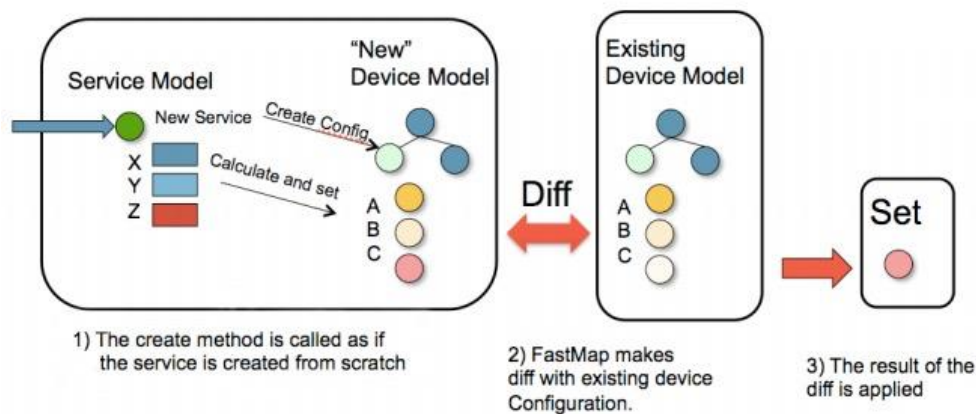 Service Model
New Service
X
Y
Z
Create Config
Calculate and set
“New”
Device Model
A
B
C
Diff
Existing
Device Model
A
B
C
Set
1) The create method is called as if
the service is created from scratch
2) FastMap makes
diff with existing device
Configuration.
3) The result of the
diff is applied